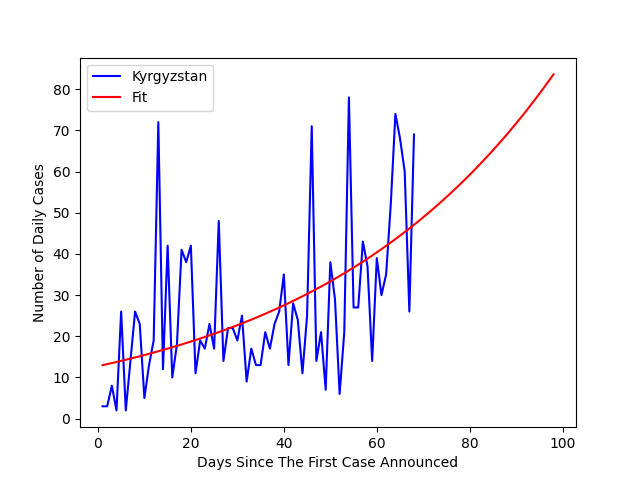 Kyrgyzstan
Fit
Number of Daily Cases
80
70
60
50
40
30
20
10
0
0 20 40 60 80 100
Days Since The First Case Announced